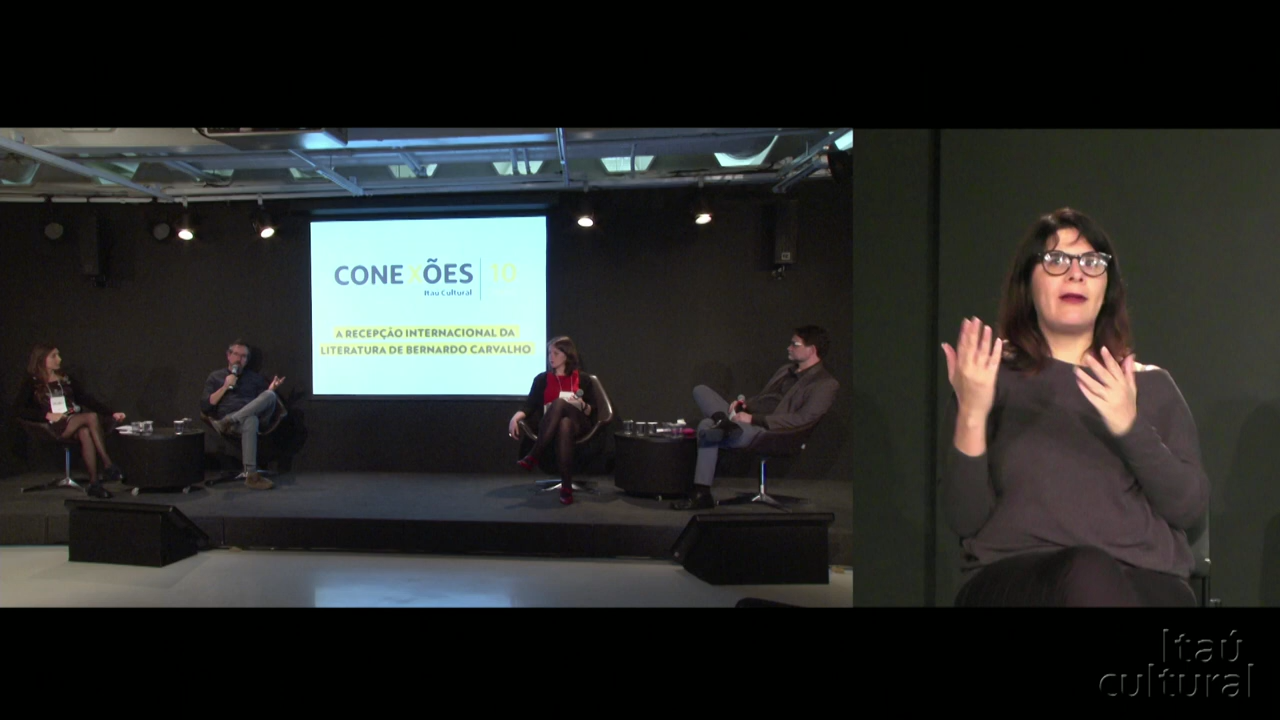 CONEXÕES | 10
Itaú Cultural
A RECEPÇÃO INTERNACIONAL DA
LITERATURA DE BERNARDO CARVALHO
Itaú
cultural